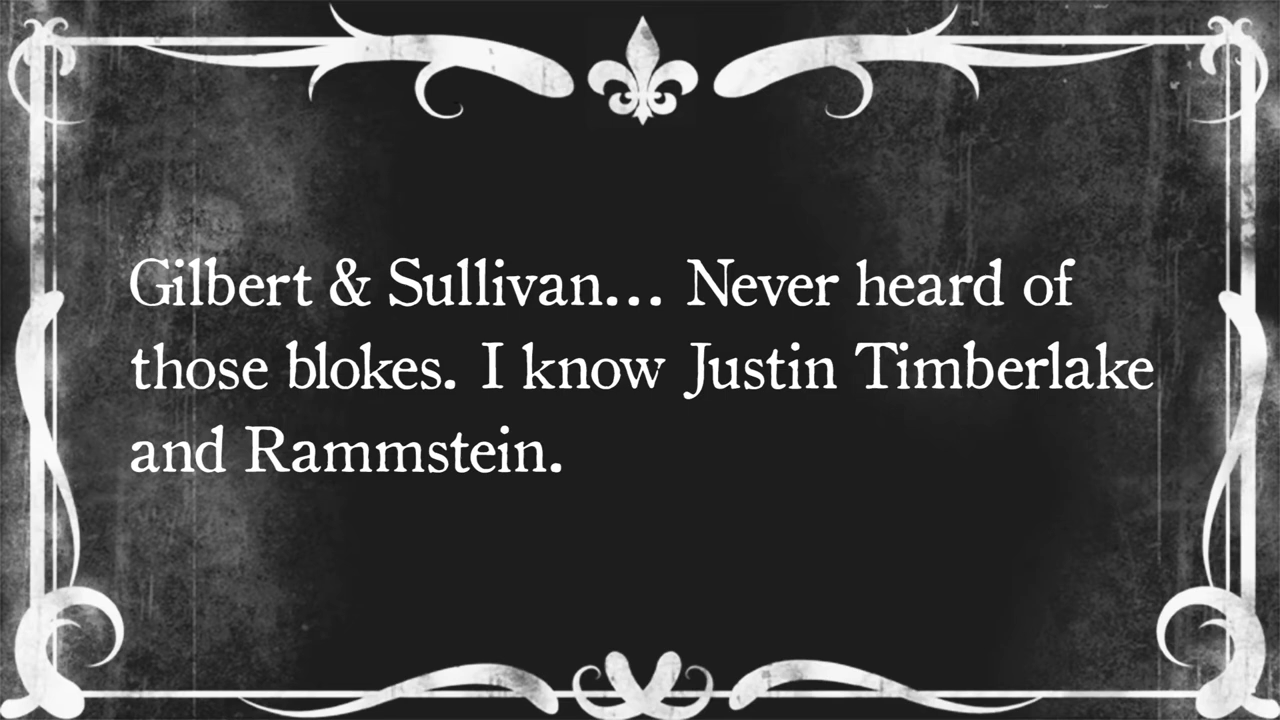 Gilbert & Sullivan... Never heard of
those blokes. I know Justin Timberlake
and Rammstein.